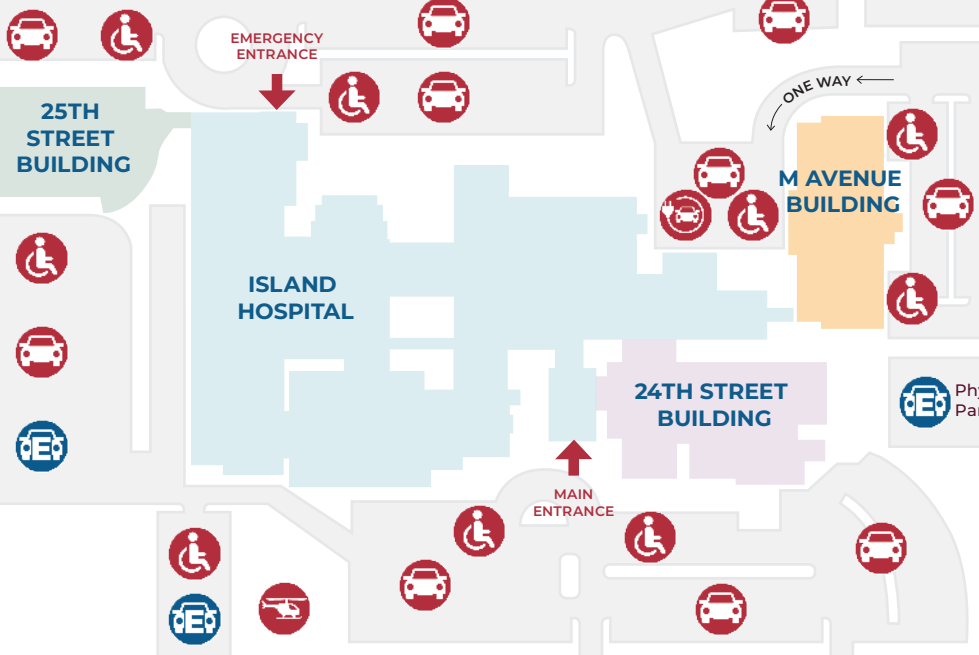 EMERGENCY
ENTRANCE
25TH
STREET
BUILDING
ONE WAY
M AVENUE
BUILDING
ISLAND
HOSPITAL
24TH STREET
BUILDING
E
E
MAIN
ENTRANCE
E